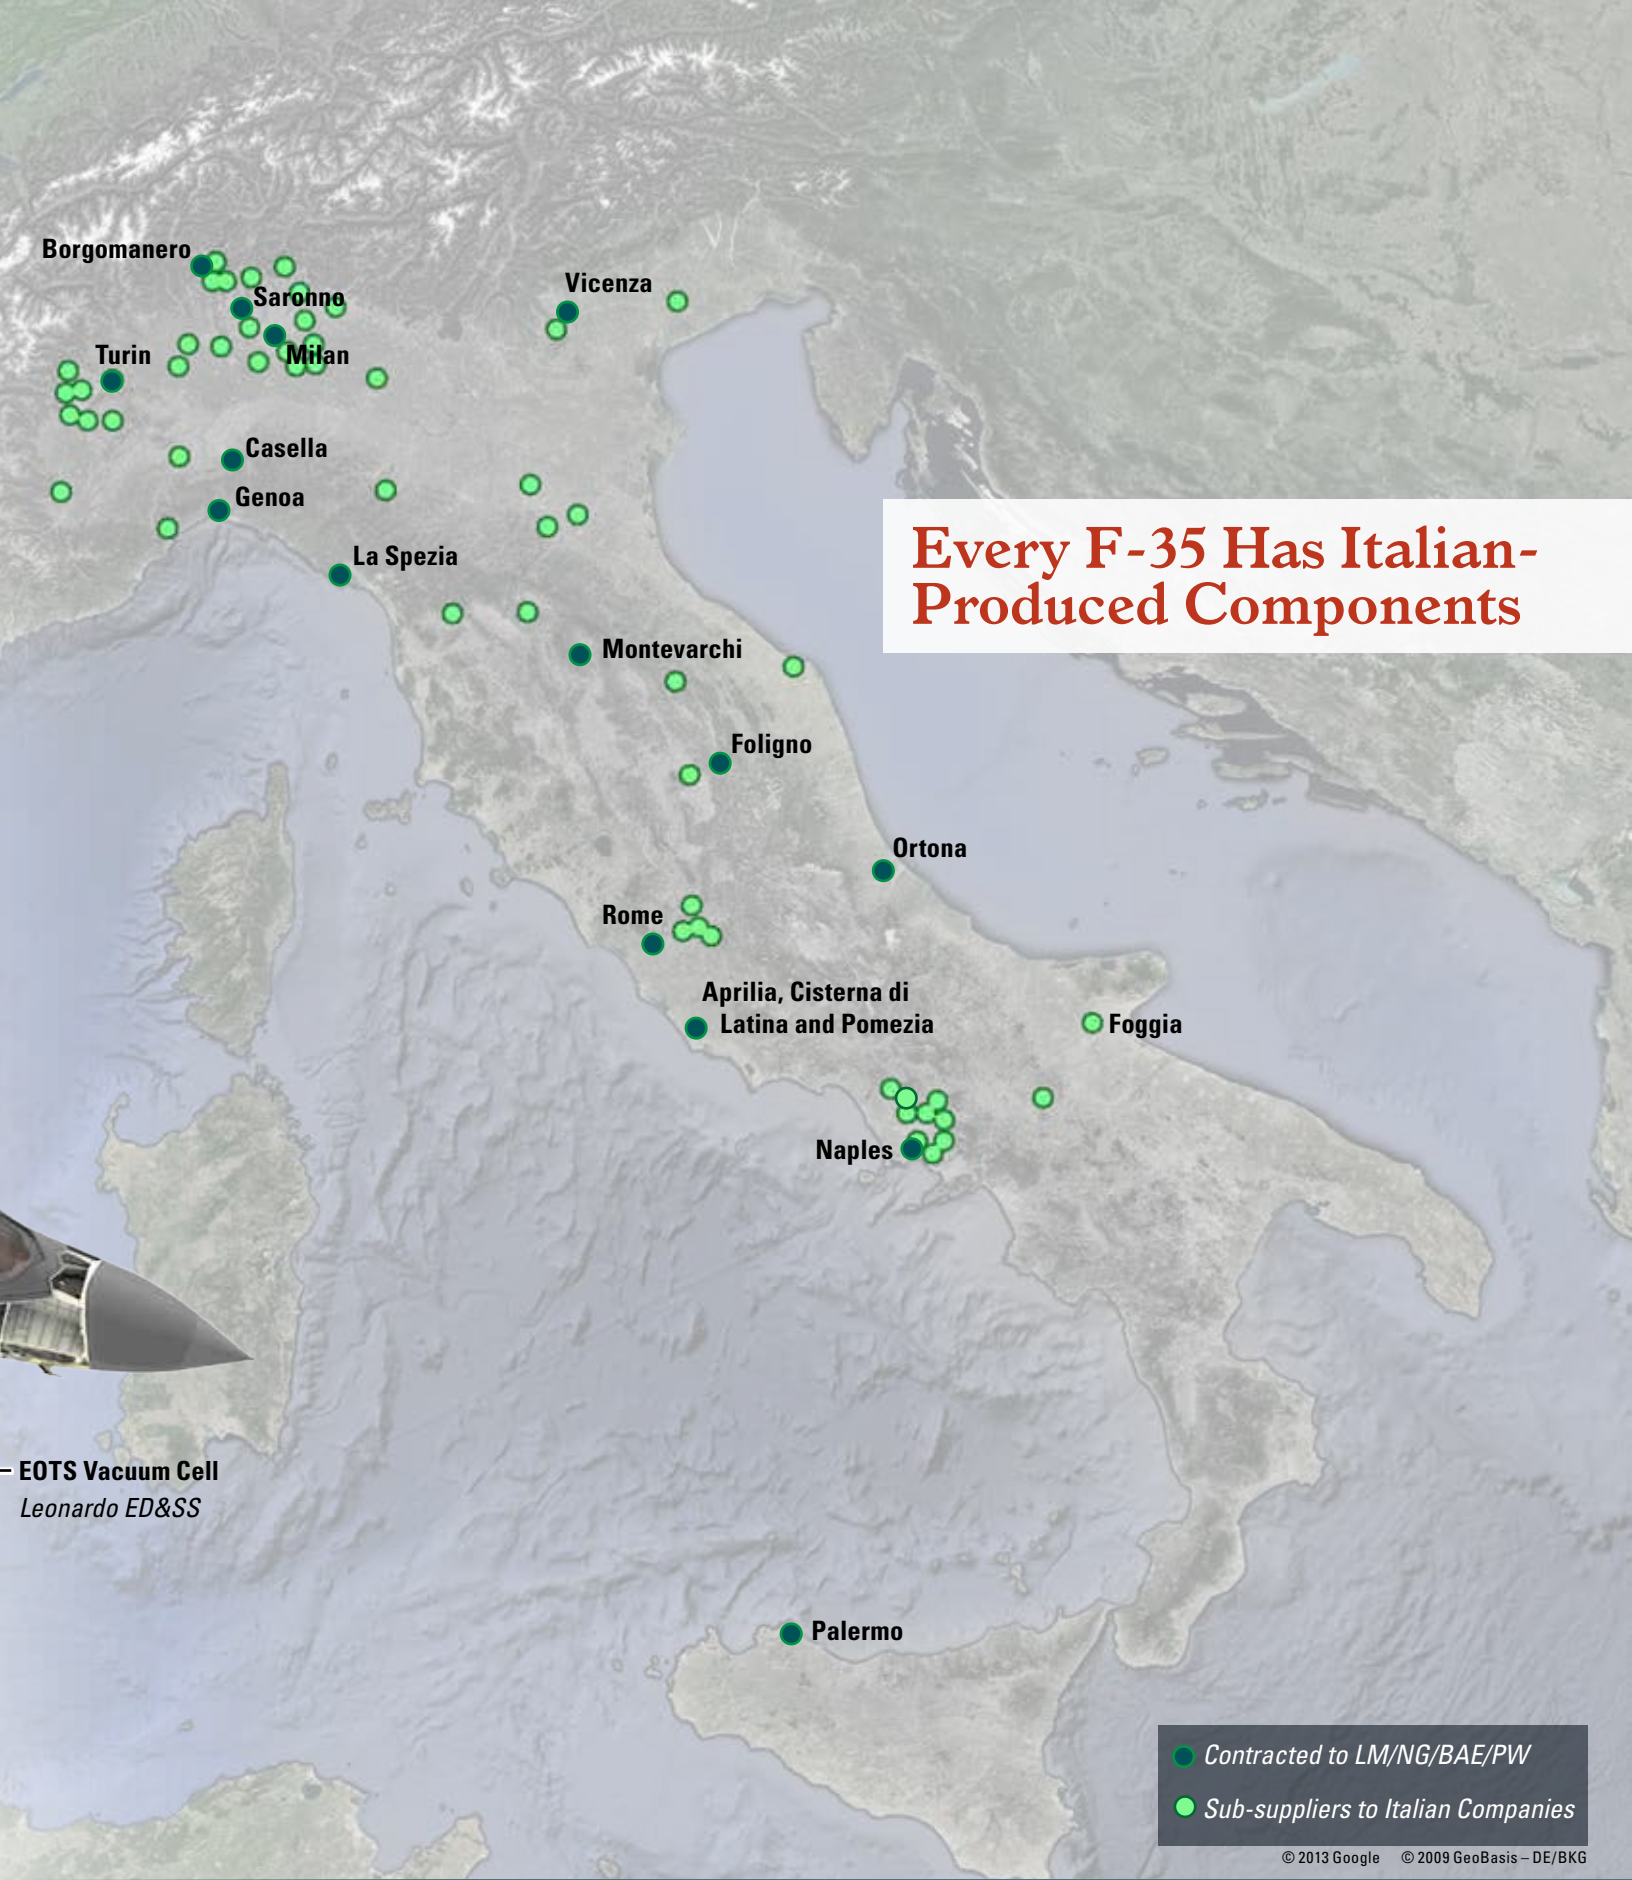 Borgomanero
Vicenza
Saronno
Turin
Milan
Casella
Genoa
Every F-35 Has Italian-
Produced Components
La Spezia
Montevarchi
Foligno
Ortona
Rome
Aprilia, Cisterna di
Latina and Pomezia
Foggia
Naples
EOTS Vacuum Cell
Leonardo ED&SS
Palermo
Contracted to LM/NG/BAE/PW
Sub-suppliers to Italian Companies
© 2013 Google © 2009 GeoBasis – DE/BKG